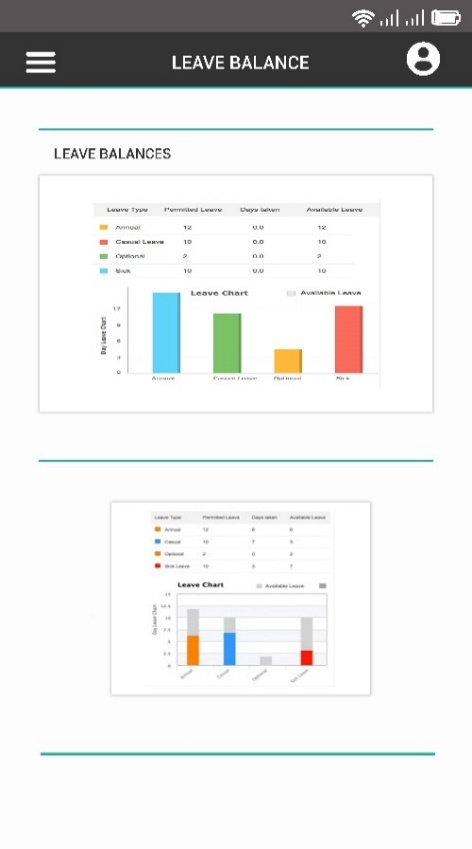 LEAVE BALANCE
LEAVE BALANCES
Leave Type Permitted Leave Days taken Available Leave
Annual 12 0.0 12
Casual Leave 10 0.0 10
Optional 2 0.0 2
Sick 10 0.0 10
Leave Chart Available Leave
Day Leave Chart
12
0
Annual Casual Leave Optional Sick
Leave Type Permitted Leave Days taken Available Leave
Annual 12 6 6
Casual 10 7 3
Optional 2 0 2
Sick Leave 10 3 7
Leave Chart Available Leave
Day Leave Chart
15
12.5
10
7.5
5
2.5
0
Annual Casual Optional Sick Leave